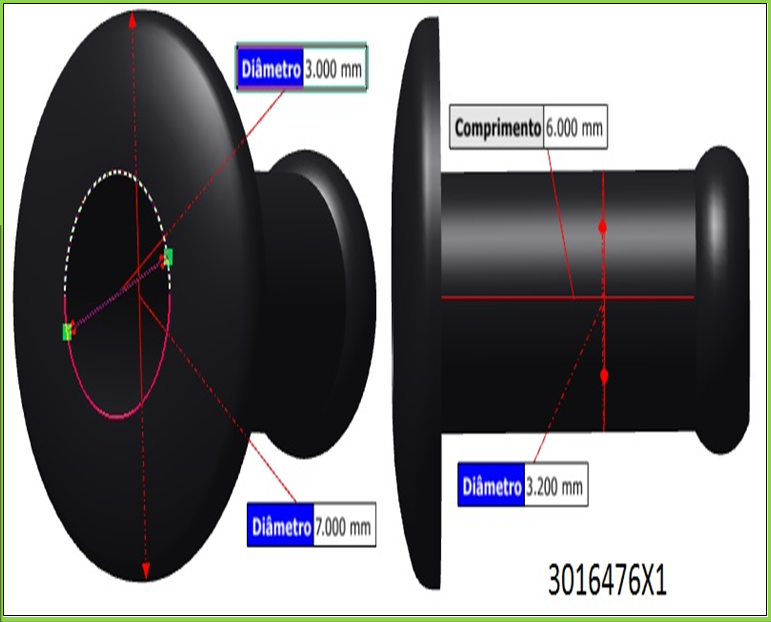 Diâmetro 3.000 mm
Comprimento 6.000 mm
Diâmetro 3.200 mm
Diâmetro 7.000 mm
3016476X1